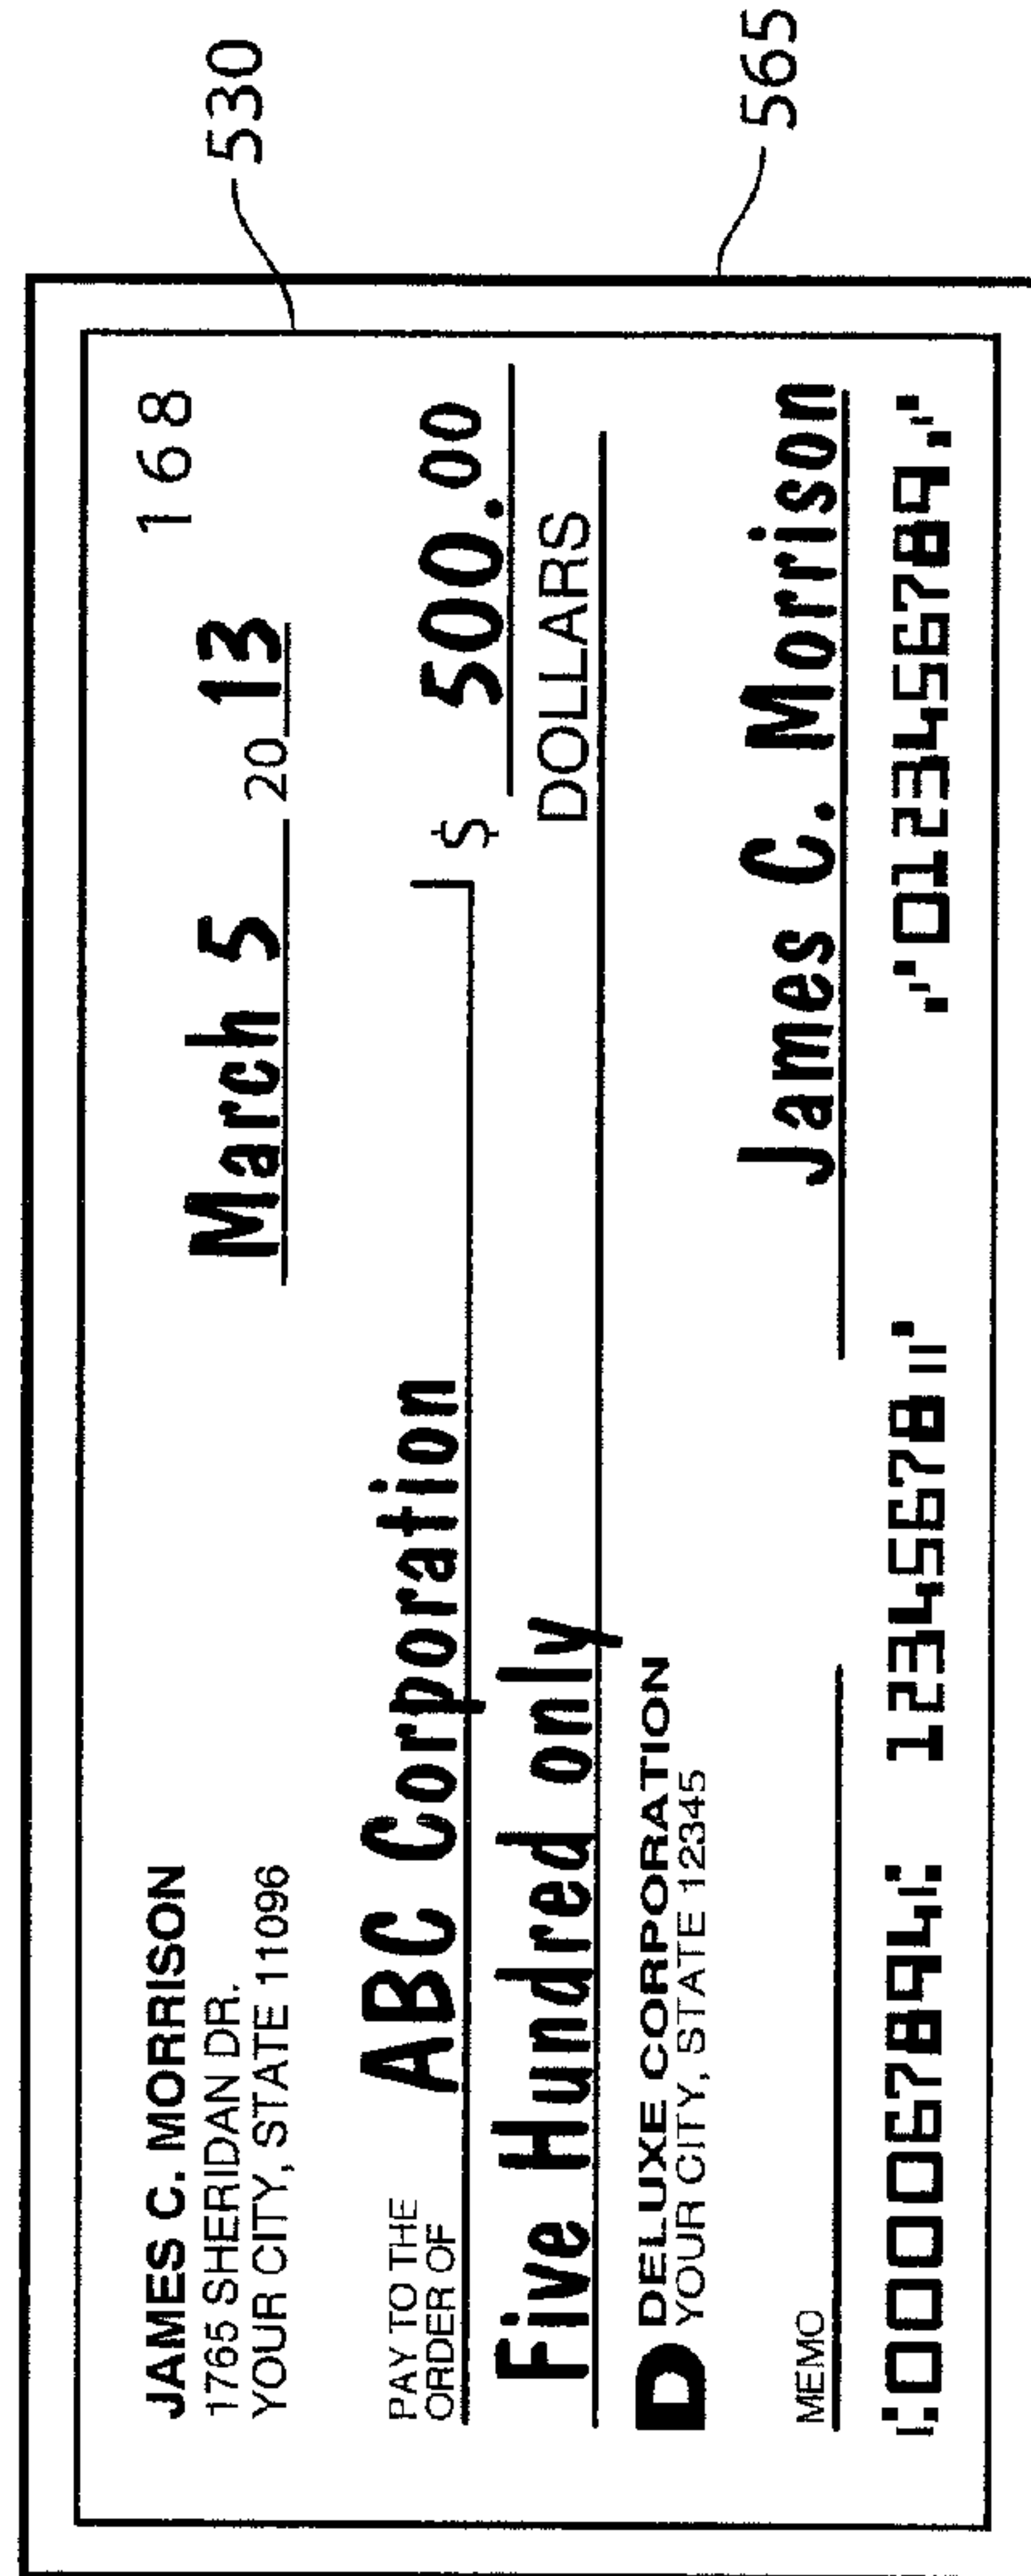 530
JAMES C. MORRISON 168
1765 SHERIDAN DR.
YOUR CITY, STATE 11096
March 5 20 13
PAY TO THE
ORDER OF ABC Corporation $ 500.00
Five Hundred only DOLLARS
D DELUXE CORPORATION
YOUR CITY, STATE 12345
MEMO James C. Morrison
⑆000067894⑆ 12345678⑈ ⑇0123456789⑇
565